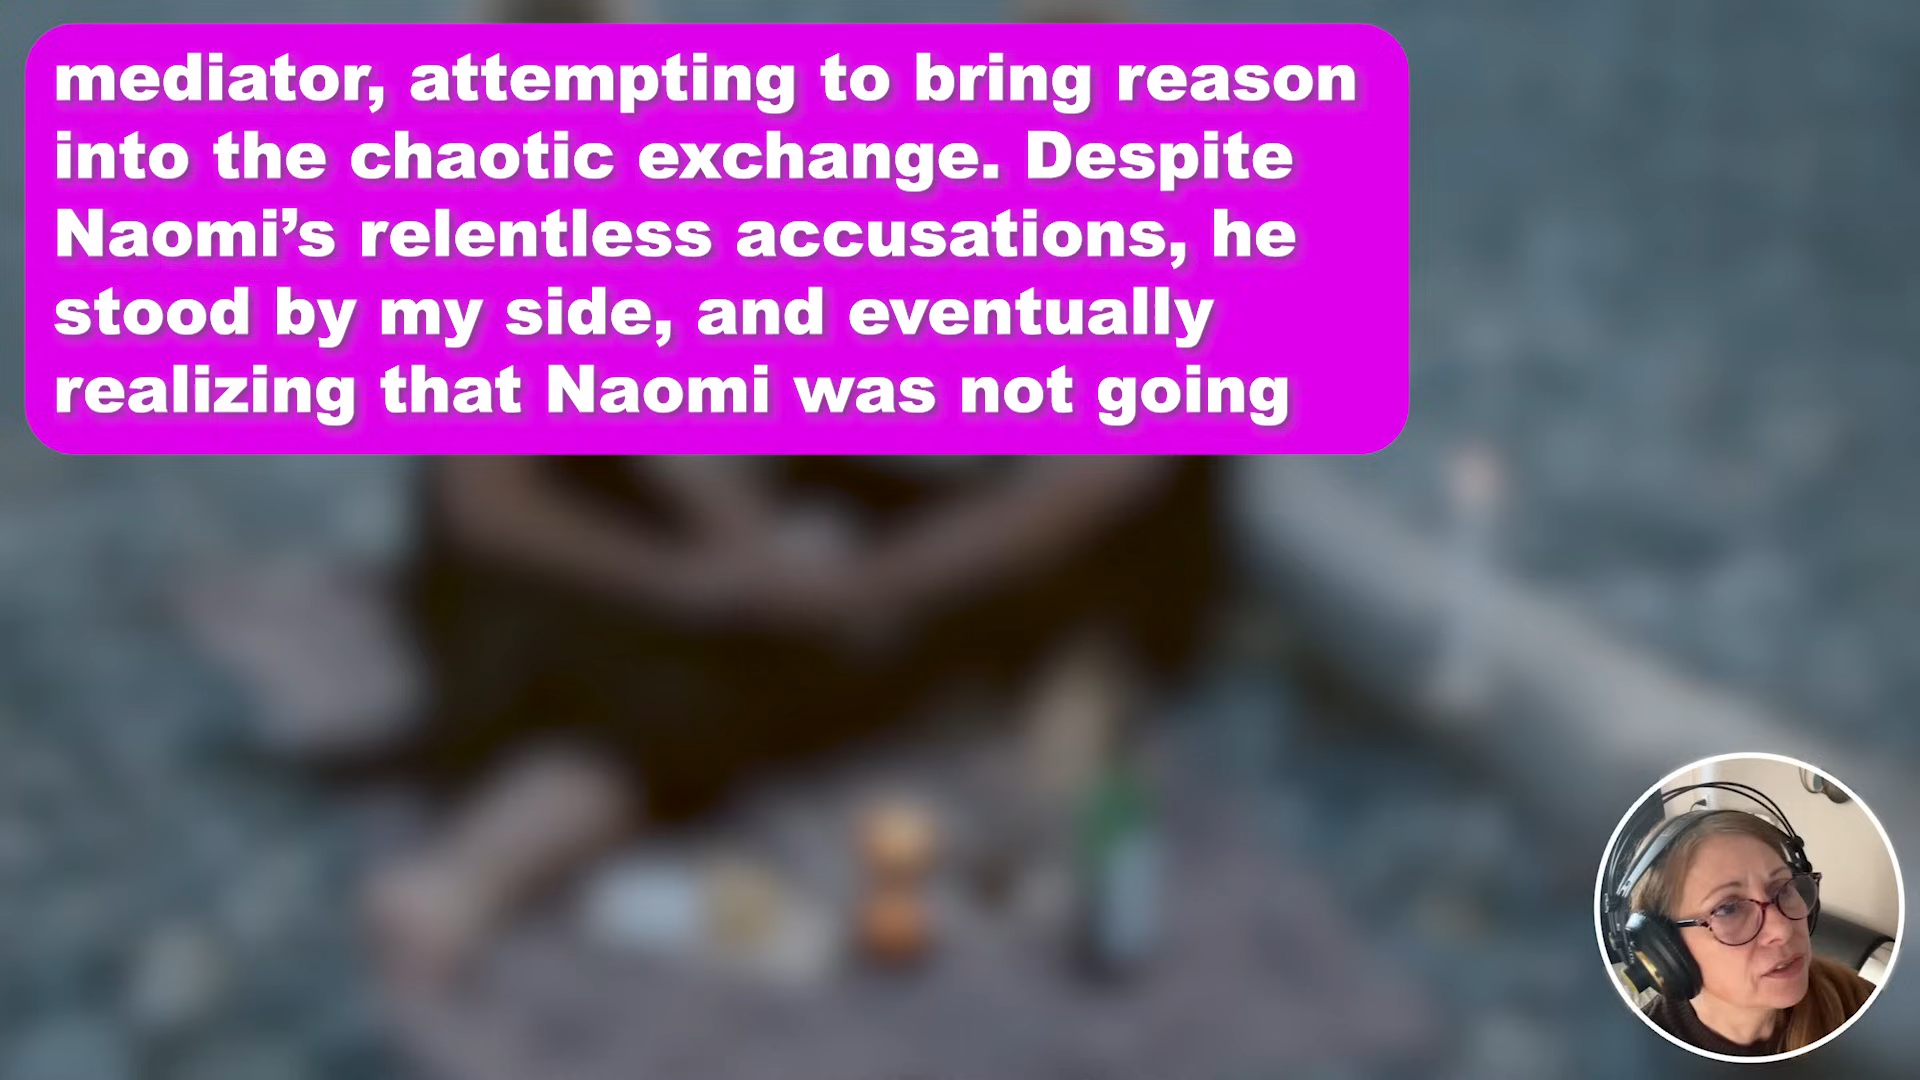 mediator, attempting to bring reason
into the chaotic exchange. Despite
Naomi’s relentless accusations, he
stood by my side, and eventually
realizing that Naomi was not going